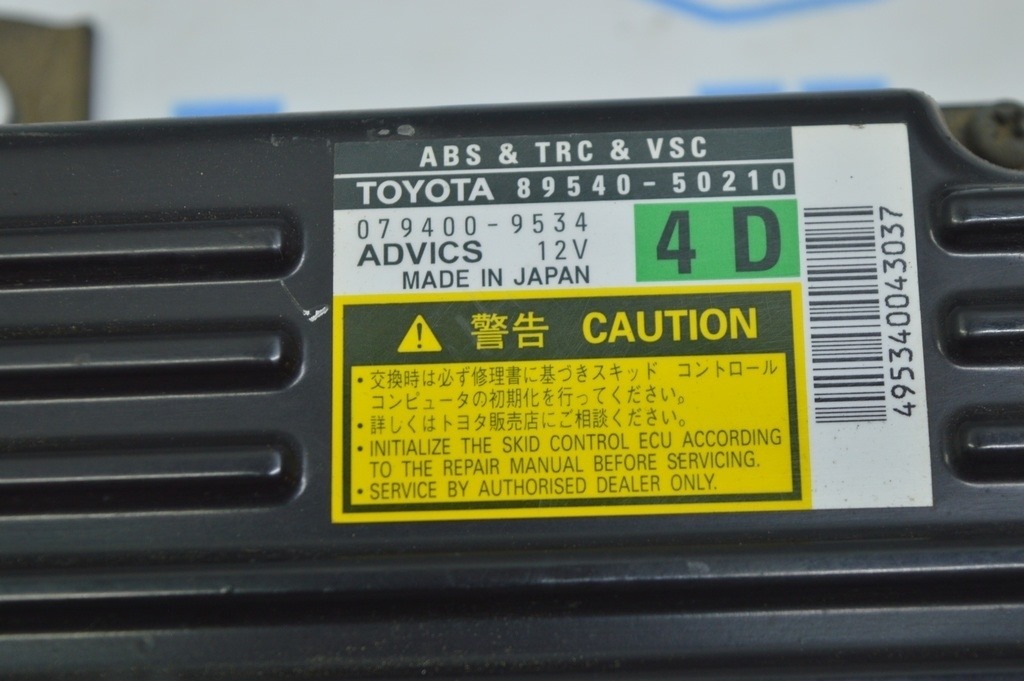 ABS & TRC & VSC
TOYOTA 89540-50210
079400-9534
ADVICS 12V
MADE IN JAPAN
4D
警告 CAUTION
・交換時は必ず修理書に基づきスキッド コントロール
コンピュータの初期化を行ってください。
・詳しくはトヨタ販売店にご相談ください。
・INITIALIZE THE SKID CONTROL ECU ACCORDING
TO THE REPAIR MANUAL BEFORE SERVICING.
・SERVICE BY AUTHORISED DEALER ONLY.
495340043037